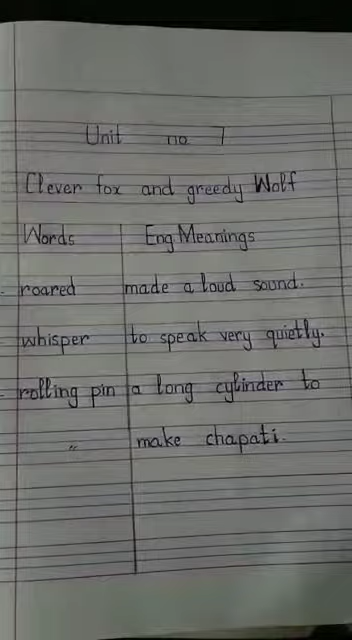 Unit no 7
Clever fox and greedy Wolf
Words Eng Meanings
roared made a loud sound.
whisper to speak very quietly.
rolling pin a long cylinder to
" make chapati.